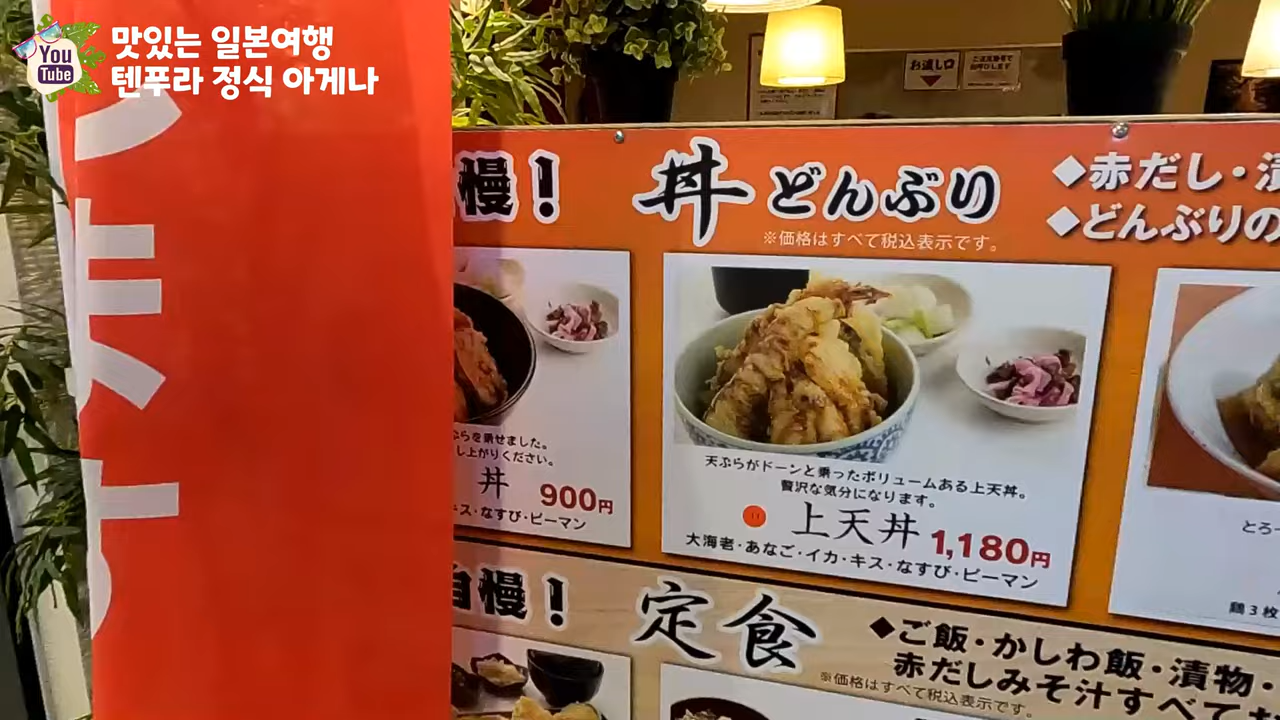 You
Tube
맛있는 일본여행
텐푸라 정식 아게나
お返し口
慢!
丼 どんぶり
※価格はすべて税込表示です。
◆赤だし・漬
◆どんぶりの
ぷらを乗せました。
し上がりください。
丼 900円
キス・なすび・ピーマン
天ぷらがドーンと乗ったボリュームある上天丼。
贅沢な気分になります。
上天丼 1,180円
大海老・あなご・イカ・キス・なすび・ピーマン
とろ
鶏3枚
自慢!
定食
※価格はすべて税込表示です。
◆ご飯・かしわ飯・漬物・
赤だしみそ汁すべて